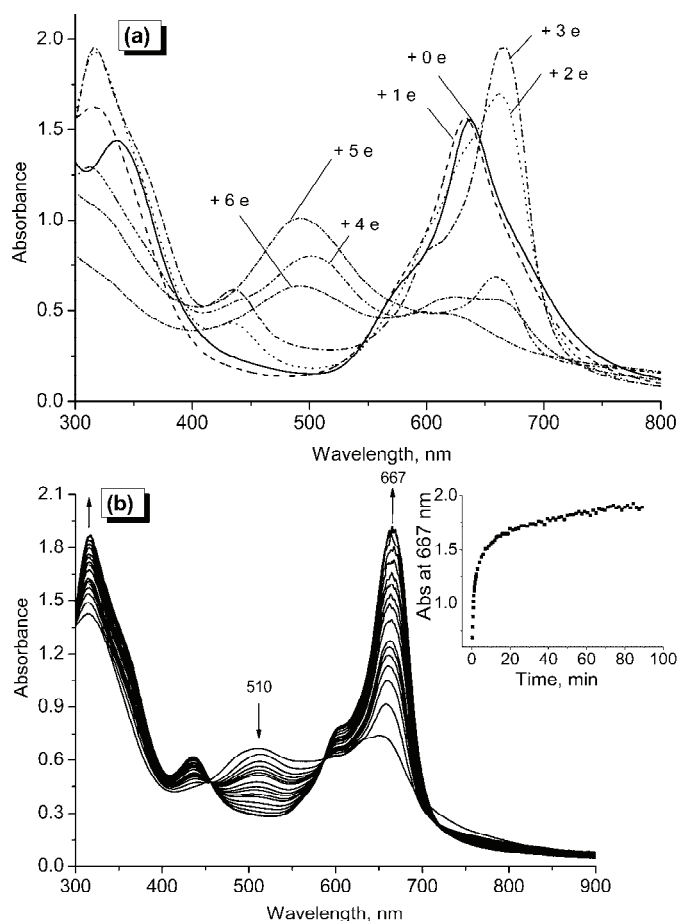 (a)
2.0
1.5
1.0
0.5
0.0
Absorbance
+ 3 e
+ 0 e
+ 2 e
+ 1 e
+ 5 e
+ 6 e
+ 4 e
300 400 500 600 700 800
Wavelength, nm
(b)
2.1
1.8
1.5
1.2
0.9
0.6
0.3
0.0
Absorbance
667
510
2.0
1.5
1.0
Abs at 667 nm
0 20 40 60 80 100
Time, min
300 400 500 600 700 800 900
Wavelength, nm